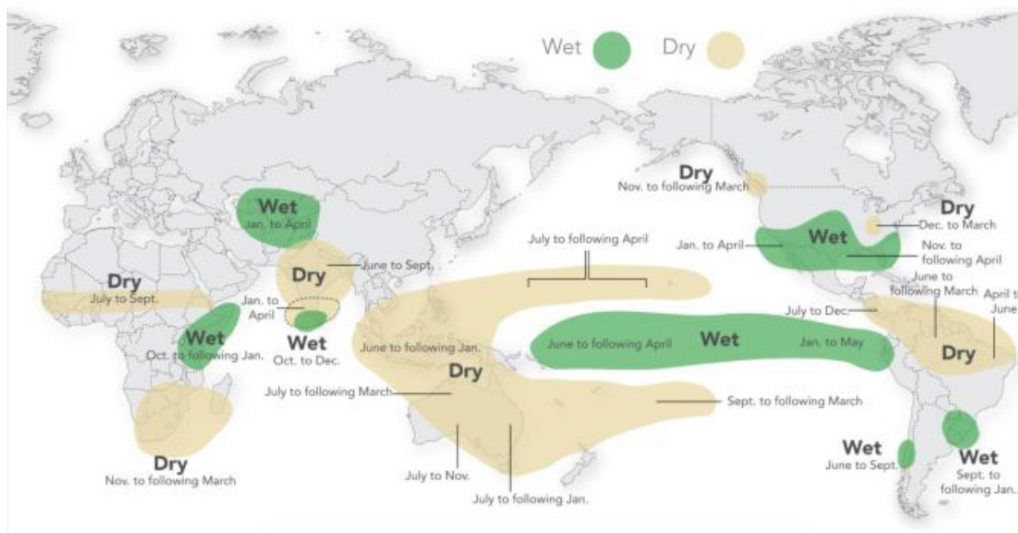 Wet
Dry
Dry
Nov. to following March
Dry
Dec. to March
Wet
Jan. to April
Jan. to April
Wet
Nov. to
following April
July to following April
Dry
June to Sept.
Dry
July to Sept.
Jan. to
April
June to
following March
April t
June
July to Dec.
Wet
Oct. to following Jan.
Wet
Oct. to Dec.
June to following Jan.
Dry
June to following April
Wet
Jan. to May
Dry
July to following March
Sept. to following March
Dry
Nov. to following March
July to Nov.
July to following Jan.
Wet
June to Sept.
Wet
Sept. to
following Jan.